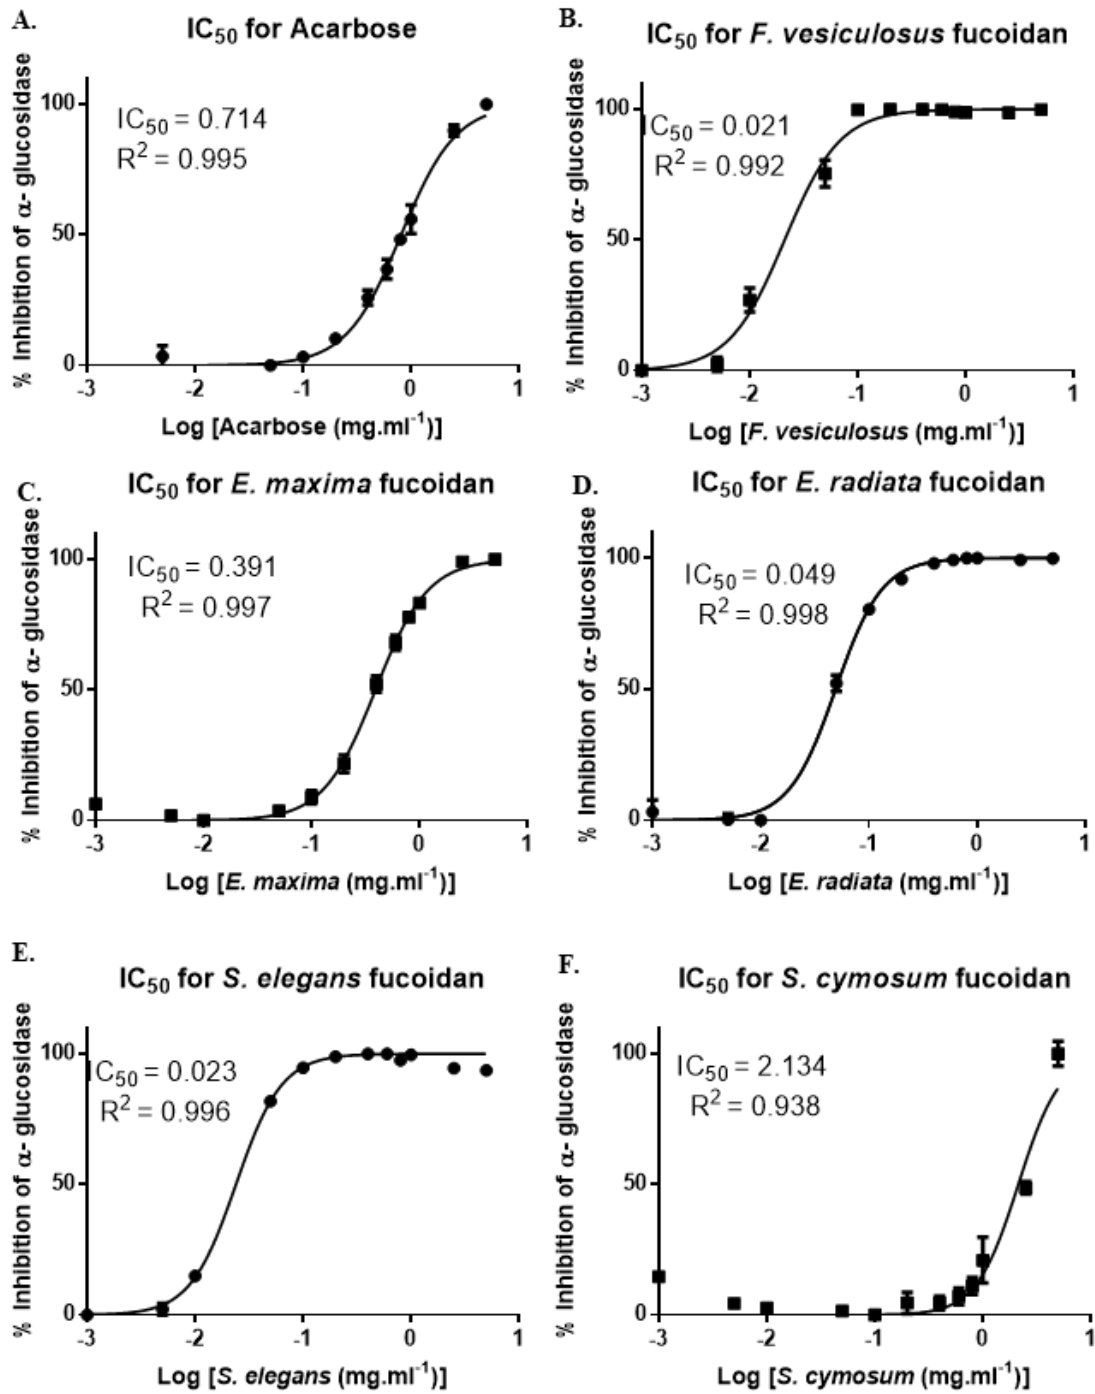 A.
IC50 for Acarbose
% Inhibition of α- glucosidase
100
50
0
IC50 = 0.714
R2 = 0.995
-3 -2 -1 0 1
Log [Acarbose (mg.ml-1)]
B.
IC50 for F. vesiculosus fucoidan
% Inhibition of α- glucosidase
100
50
0
IC50 = 0.021
R2 = 0.992
-3 -2 -1 0 1
Log [F. vesiculosus (mg.ml-1)]
C.
IC50 for E. maxima fucoidan
% Inhibition of α- glucosidase
100
50
0
IC50 = 0.391
R2 = 0.997
-3 -2 -1 0 1
Log [E. maxima (mg.ml-1)]
D.
IC50 for E. radiata fucoidan
% Inhibition of α- glucosidase
100
50
0
IC50 = 0.049
R2 = 0.998
-3 -2 -1 0 1
Log [E. radiata (mg.ml-1)]
E.
IC50 for S. elegans fucoidan
% Inhibition of α- glucosidase
100
50
0
IC50 = 0.023
R2 = 0.996
-3 -2 -1 0 1
Log [S. elegans (mg.ml-1)]
F.
IC50 for S. cymosum fucoidan
% Inhibition of α- glucosidase
100
50
0
IC50 = 2.134
R2 = 0.938
-3 -2 -1 0 1
Log [S. cymosum (mg.ml-1)]